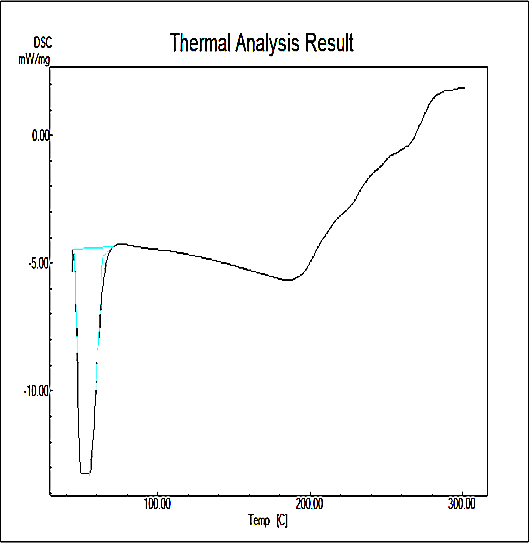 Thermal Analysis Result
DSC
mW/mg
0.00
-5.00
-10.00
100.00
200.00
300.00
Temp [C]